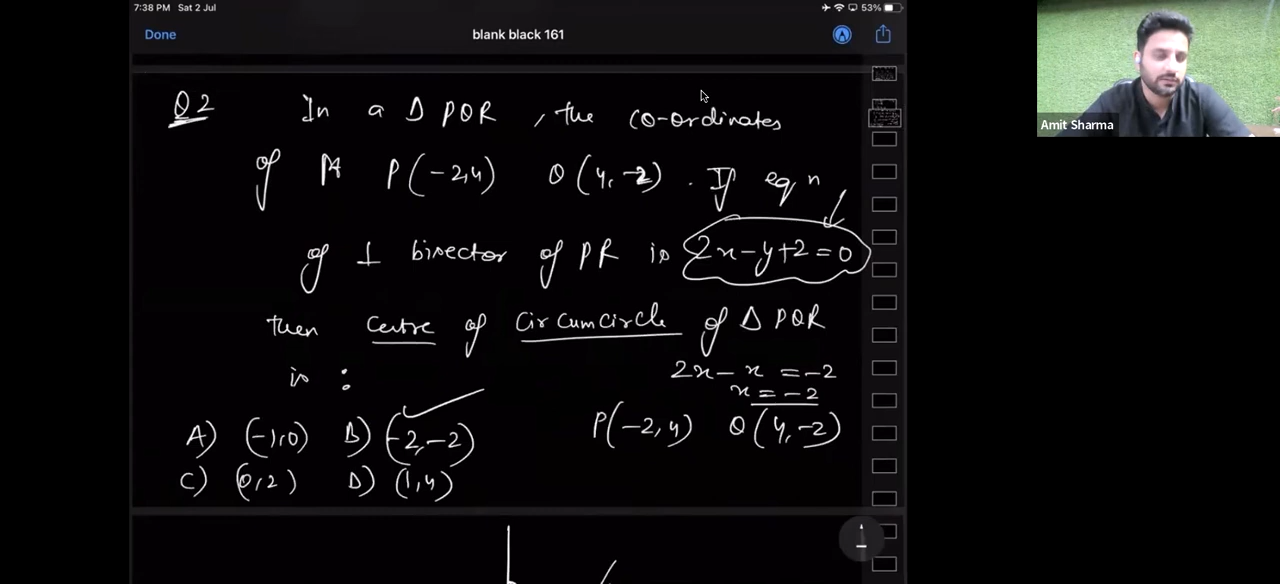 7:38 PM Sat 2 Jul
53%
Done
blank black 161
Q2 In a Δ PQR, the co-ordinates
of P(-2,4) Q(4,-2). If eqn
of ⊥ bisector of PR is 2x-y+2=0
then centre of circumcircle of Δ PQR
is :
2x-x=-2
x=-2
P(-2,4) Q(4,-2)
A) (-1,0) B) (-2,-2)
C) (0,2) D) (1,4)
Amit Sharma